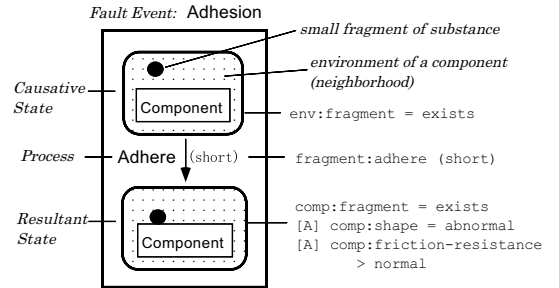 Fault Event: Adhesion
small fragment of substance
environment of a component
(neighborhood)
Causative
State
Component
env:fragment = exists
Process
Adhere (short)
fragment:adhere (short)
Resultant
State
Component
comp:fragment = exists
[A] comp:shape = abnormal
[A] comp:friction-resistance
> normal